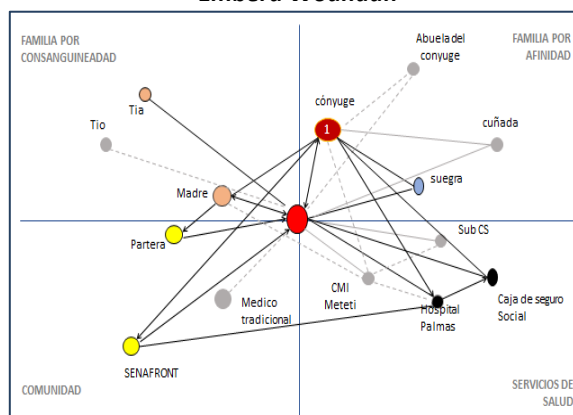 Emberá Wounaan
FAMILIA POR
CONSANGUINEADAD
Abuela del
conyuge
FAMILIA POR
AFINIDAD
Tia
cónyuge
1
Tio
cuñada
Madre
suegra
Partera
Sub CS
Medico
tradicional
CMI
Meteti
Hospital
Palmas
Caja de seguro
Social
SENAFRONT
COMUNIDAD
SERVICIOS DE
SALUD